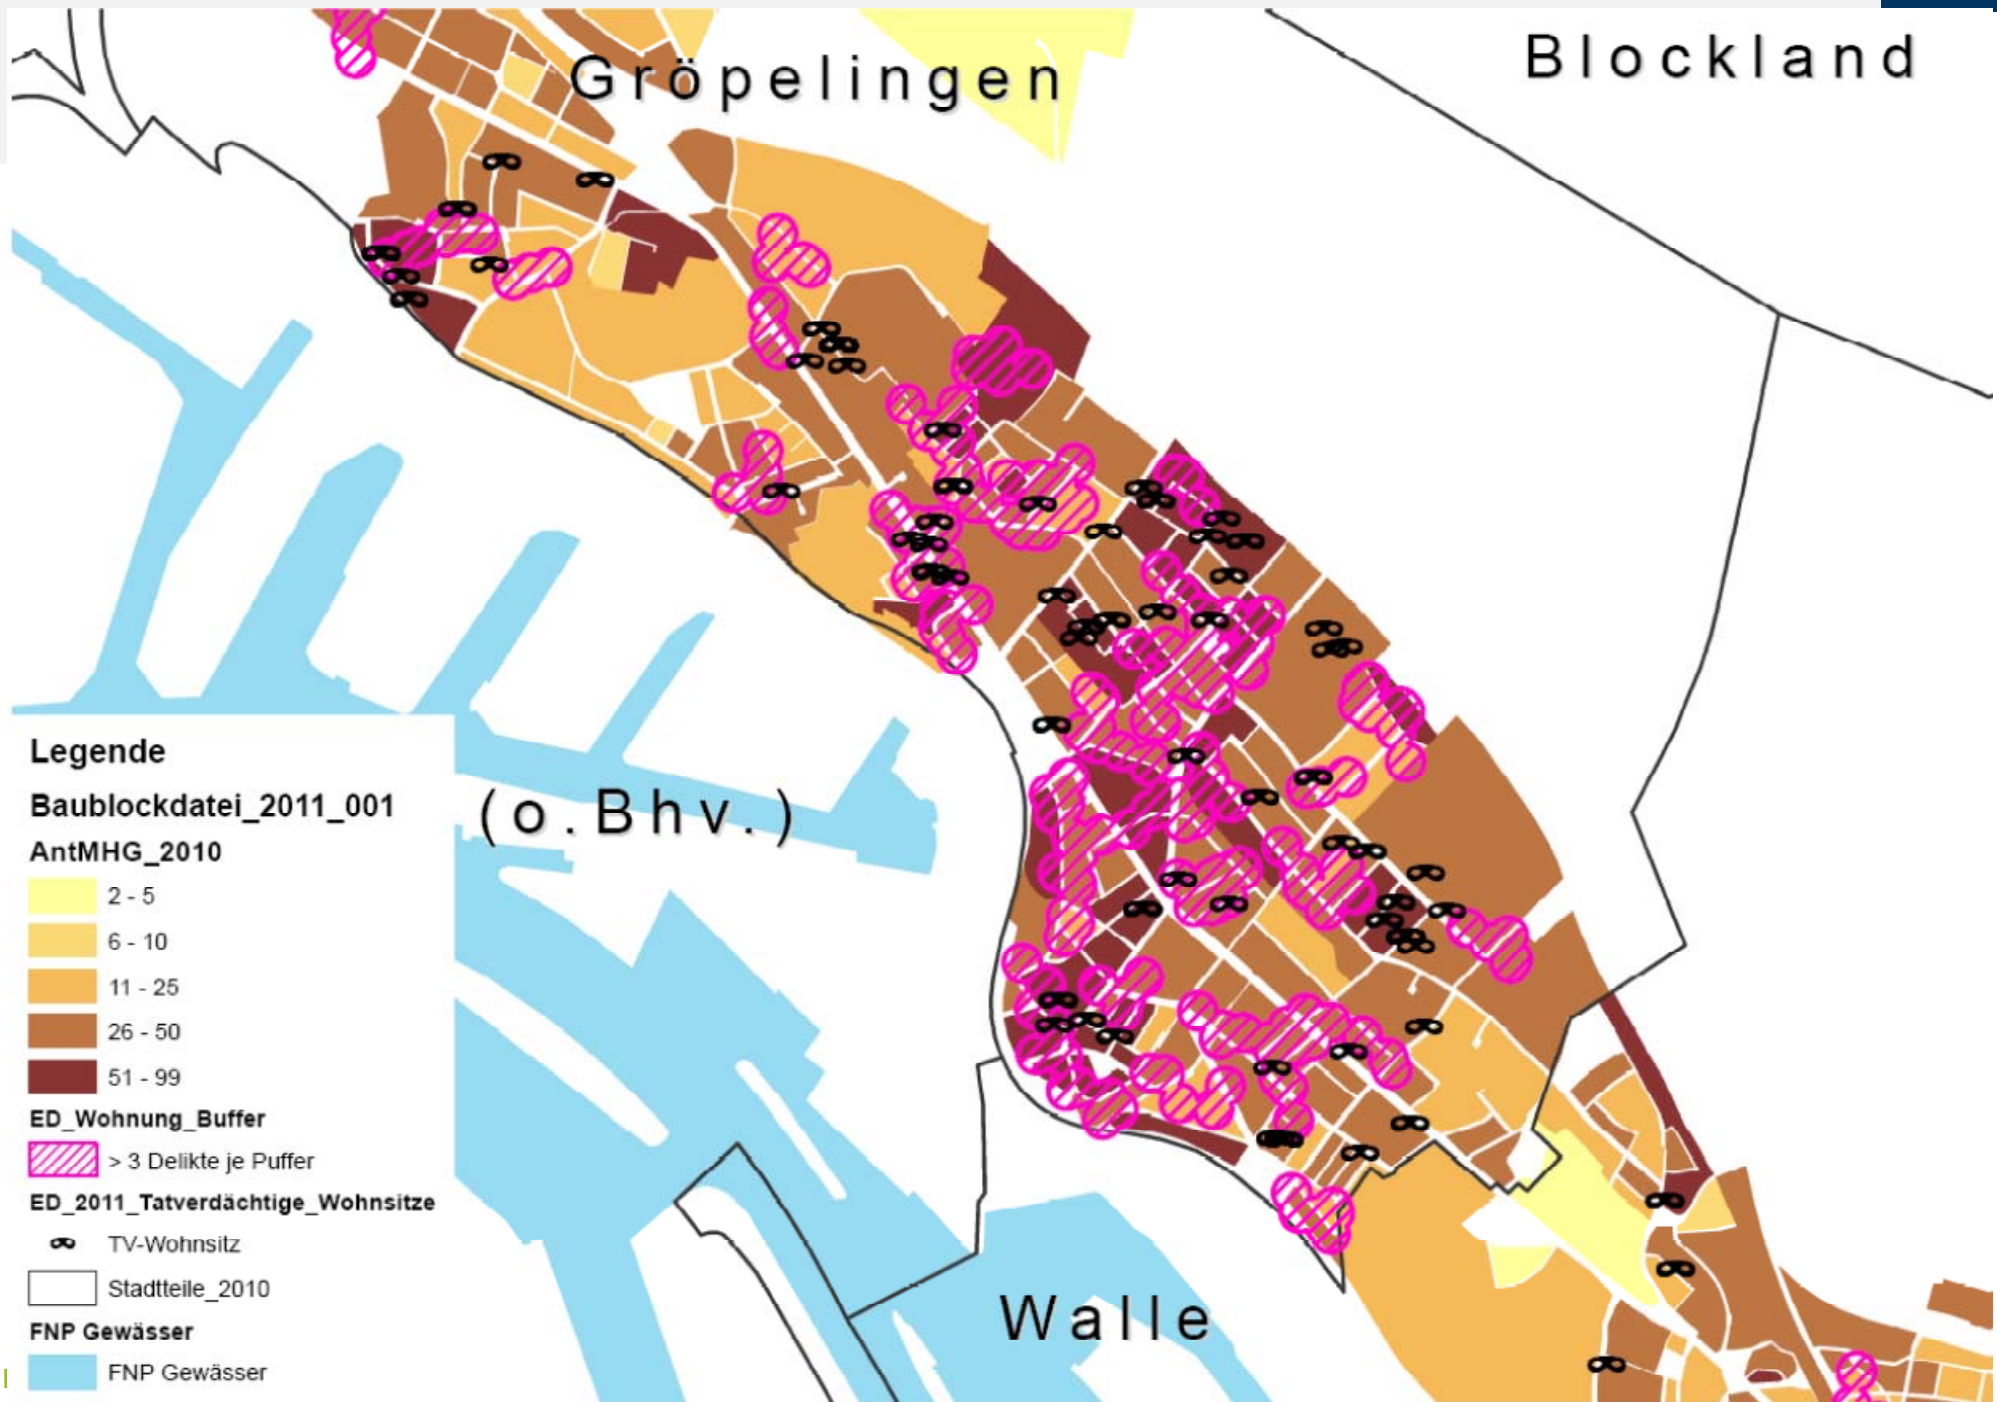 Blockland
Gröpelingen
(o.Bhv.)
Walle
Legende
Baublockdatei_2011_001
AntMHG_2010
2 - 5
6 - 10
11 - 25
26 - 50
51 - 99
ED_Wohnung_Buffer
> 3 Delikte je Puffer
ED_2011_Tatverdächtige_Wohnsitze
TV-Wohnsitz
Stadtteile_2010
FNP Gewässer
FNP Gewässer